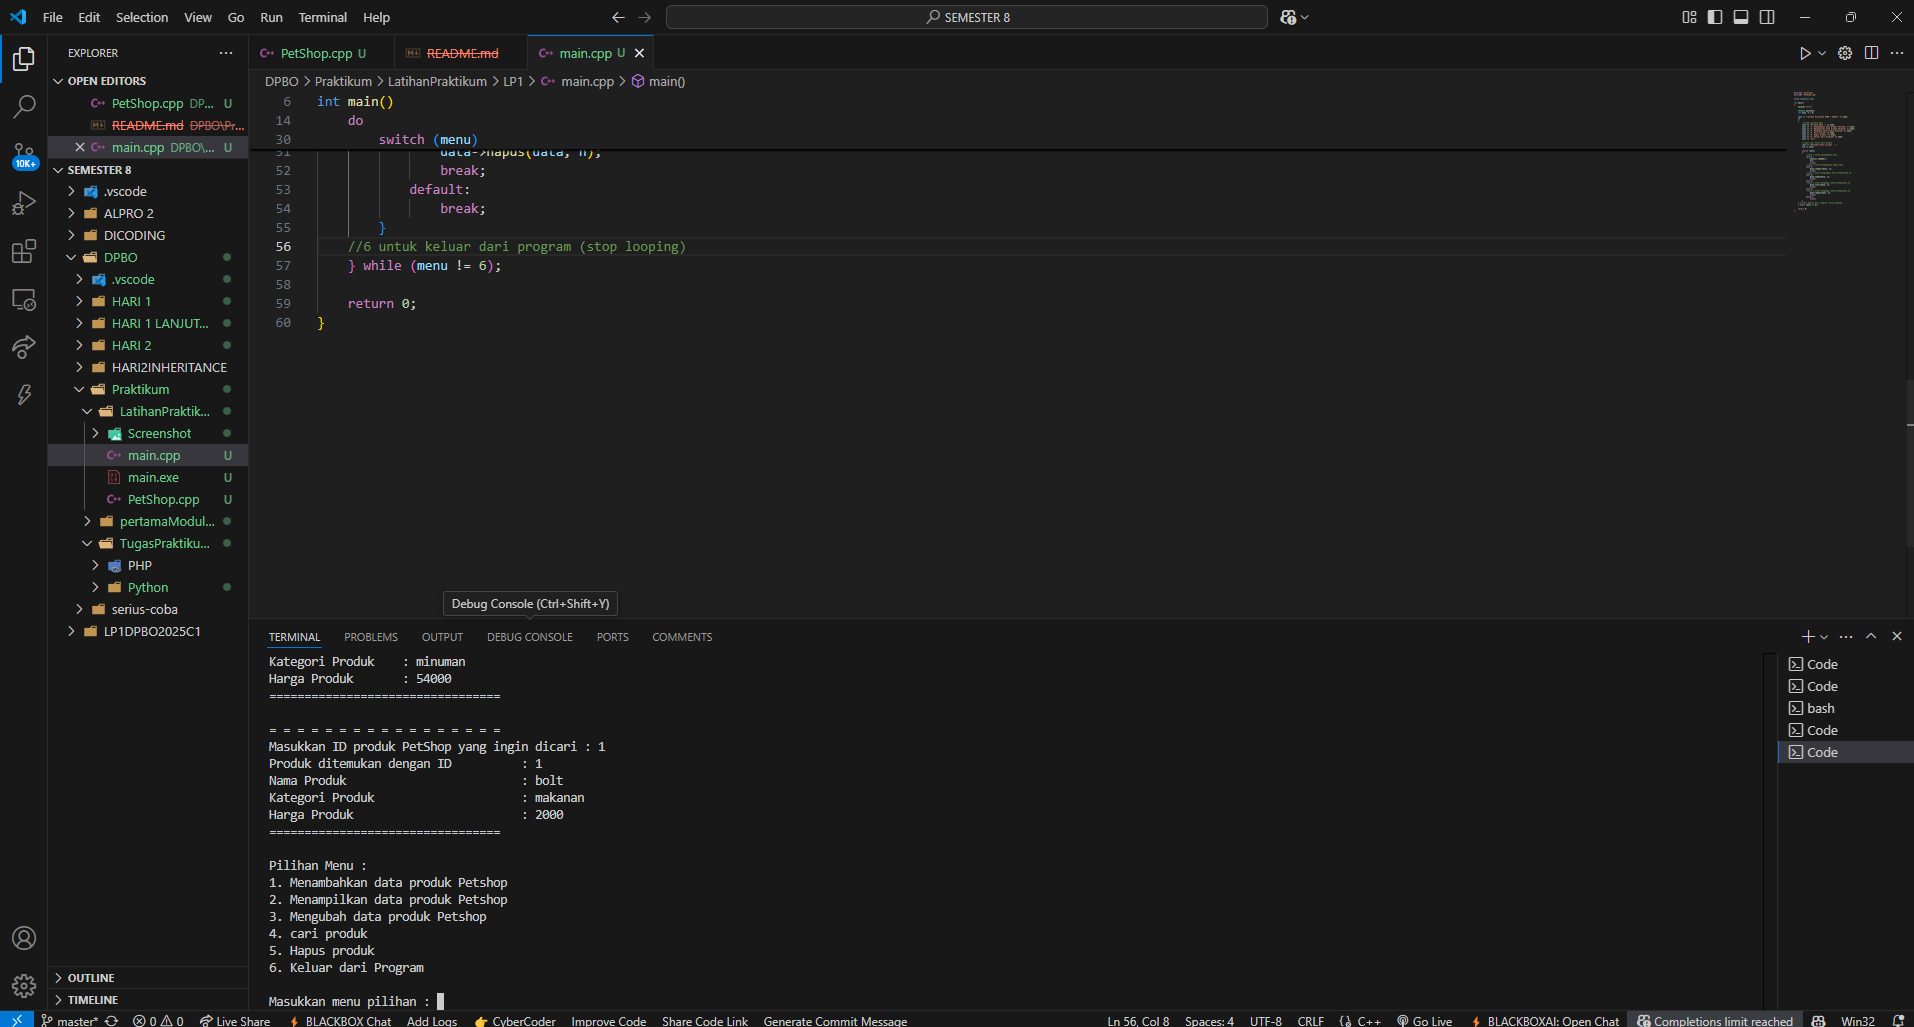 File Edit Selection View Go Run Terminal Help
SEMESTER 8
EXPLORER
OPEN EDITORS
PetShop.cpp DP... U
README.md DPBO\Pr...
main.cpp DPBO\... U
SEMESTER 8
.vscode
ALPRO 2
DICODING
DPBO
.vscode
HARI 1
HARI 1 LANJUT...
HARI 2
HARI2INHERITANCE
Praktikum
LatihanPraktik...
Screenshot
main.cpp U
main.exe U
PetShop.cpp U
pertamaModul...
TugasPraktiku...
PHP
Python
serius-coba
LP1DPBO2025C1
OUTLINE
TIMELINE
10K+
PetShop.cpp U
README.md
main.cpp U
DPBO > Praktikum > LatihanPraktikum > LP1 > main.cpp > main()
6 int main()
14 do
30 switch (menu)
51 data->hapus(data, n);
52 break;
53 default:
54 break;
55 }
56 //6 untuk keluar dari program (stop looping)
57 } while (menu != 6);
58
59 return 0;
60 }
Debug Console (Ctrl+Shift+Y)
TERMINAL PROBLEMS OUTPUT DEBUG CONSOLE PORTS COMMENTS
Kategori Produk : minuman
Harga Produk : 54000
=================================
= = = = = = = = = = = = = = = = =
Masukkan ID produk PetShop yang ingin dicari : 1
Produk ditemukan dengan ID : 1
Nama Produk : bolt
Kategori Produk : makanan
Harga Produk : 2000
=================================
Pilihan Menu :
1. Menambahkan data produk Petshop
2. Menampilkan data produk Petshop
3. Mengubah data produk Petshop
4. cari produk
5. Hapus produk
6. Keluar dari Program
Masukkan menu pilihan :
Code
Code
bash
Code
Code
master* 0 0 Live Share BLACKBOX Chat Add Logs CyberCoder Improve Code Share Code Link Generate Commit Message Ln 56, Col 8 Spaces: 4 UTF-8 CRLF {} C++ Go Live BLACKBOXAI: Open Chat Completions limit reached Win32